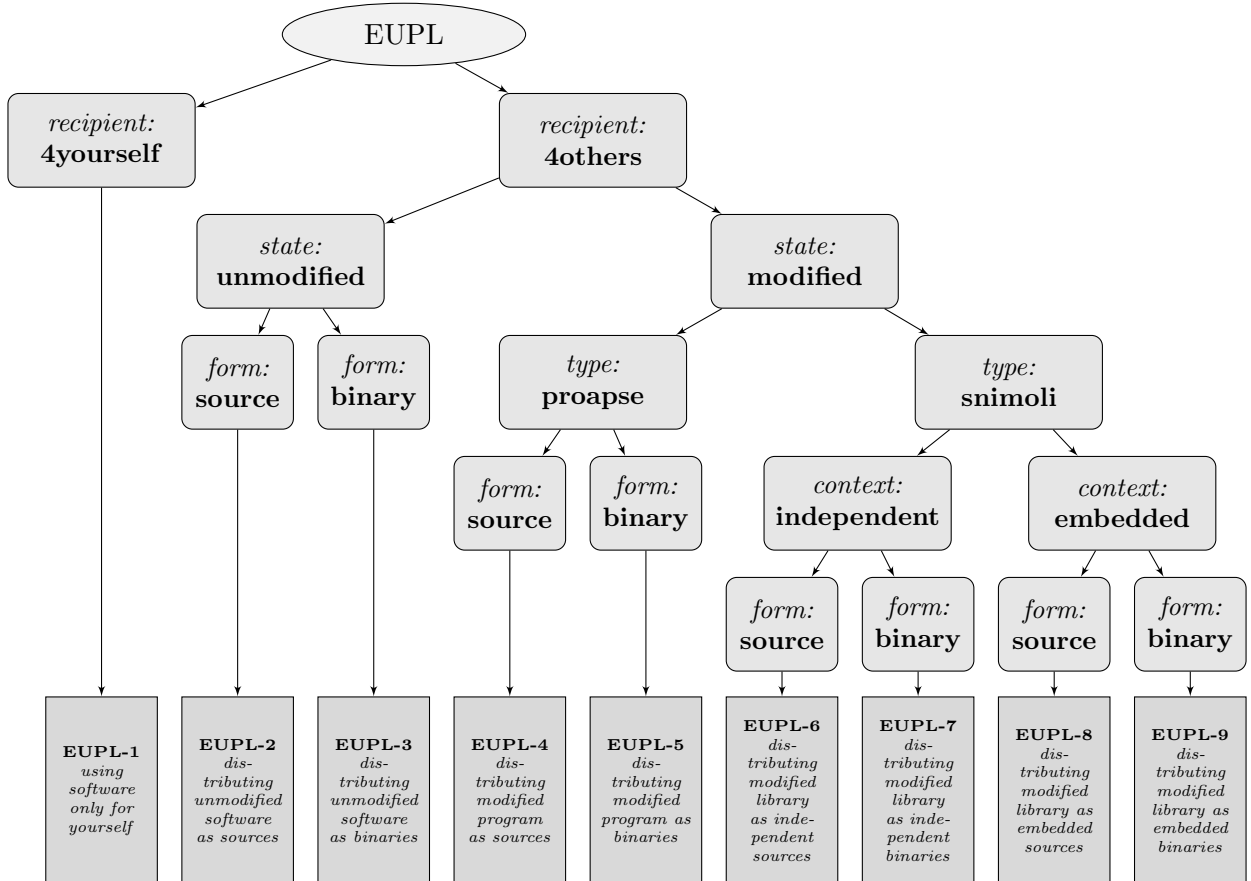 EUPL
recipient:
4yourself
recipient:
4others
state:
unmodified
state:
modified
form:
source
form:
binary
type:
proapse
type:
snimoli
form:
source
form:
binary
context:
independent
context:
embedded
form:
source
form:
binary
form:
source
form:
binary
EUPL-1
using
software
only for
yourself
EUPL-2
dis-
tributing
unmodified
software
as sources
EUPL-3
dis-
tributing
unmodified
software
as binaries
EUPL-4
dis-
tributing
modified
program
as sources
EUPL-5
dis-
tributing
modified
program as
binaries
EUPL-6
dis-
tributing
modified
library
as inde-
pendent
sources
EUPL-7
dis-
tributing
modified
library
as inde-
pendent
binaries
EUPL-8
dis-
tributing
modified
library as
embedded
sources
EUPL-9
dis-
tributing
modified
library as
embedded
binaries